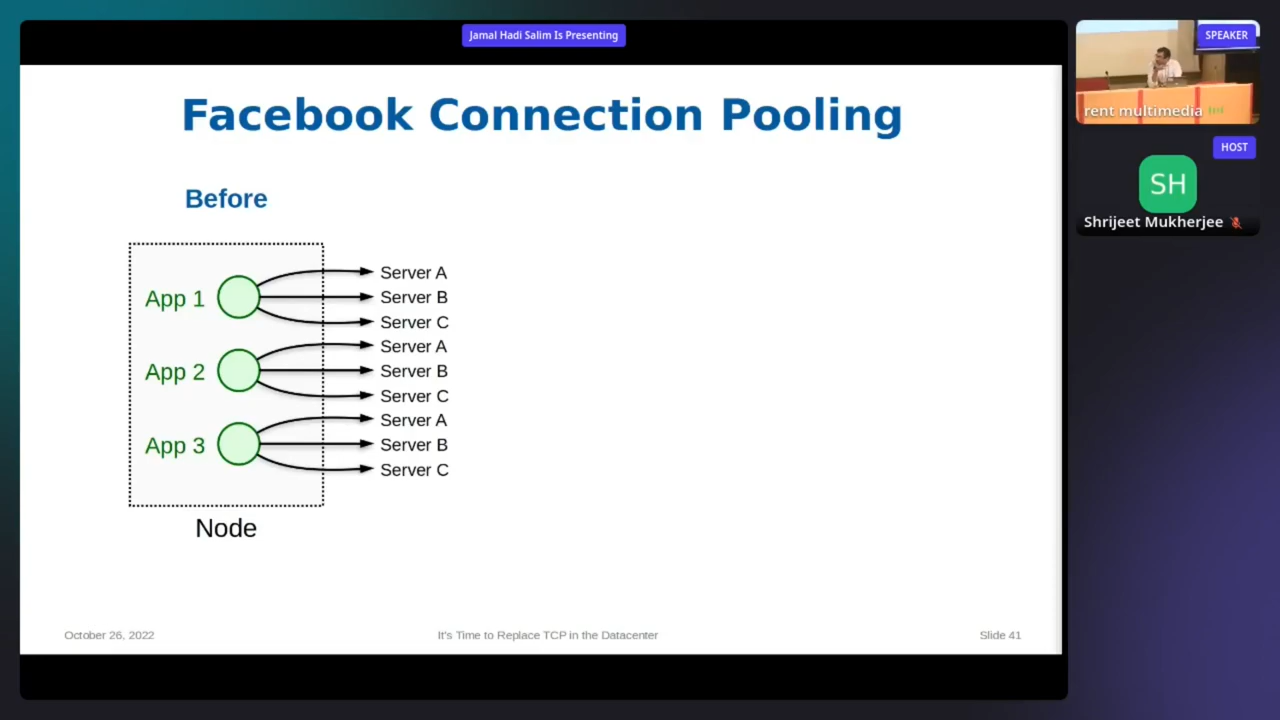 Jamal Hadi Salim Is Presenting
SPEAKER
rent multimedia
HOST
SH
Shrijeet Mukherjee
Facebook Connection Pooling
Before
App 1
Server A
Server B
Server C
App 2
Server A
Server B
Server C
App 3
Server A
Server B
Server C
Node
October 26, 2022
It's Time to Replace TCP in the Datacenter
Slide 41